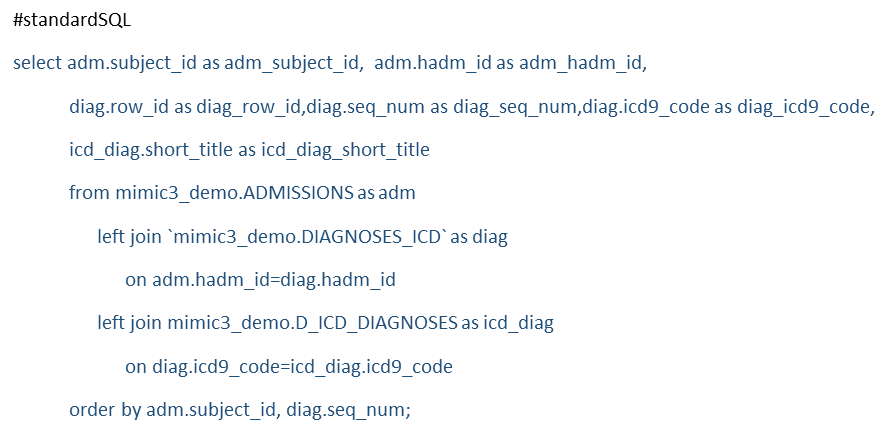 #standardSQL
select adm.subject_id as adm_subject_id,  adm.hadm_id as adm_hadm_id,
diag.row_id as diag_row_id,diag.seq_num as diag_seq_num,diag.icd9_code as diag_icd9_code,
icd_diag.short_title as icd_diag_short_title
from mimic3_demo.ADMISSIONS as adm
left join `mimic3_demo.DIAGNOSES_ICD` as diag
on adm.hadm_id=diag.hadm_id
left join mimic3_demo.D_ICD_DIAGNOSES as icd_diag
on diag.icd9_code=icd_diag.icd9_code
order by adm.subject_id, diag.seq_num;